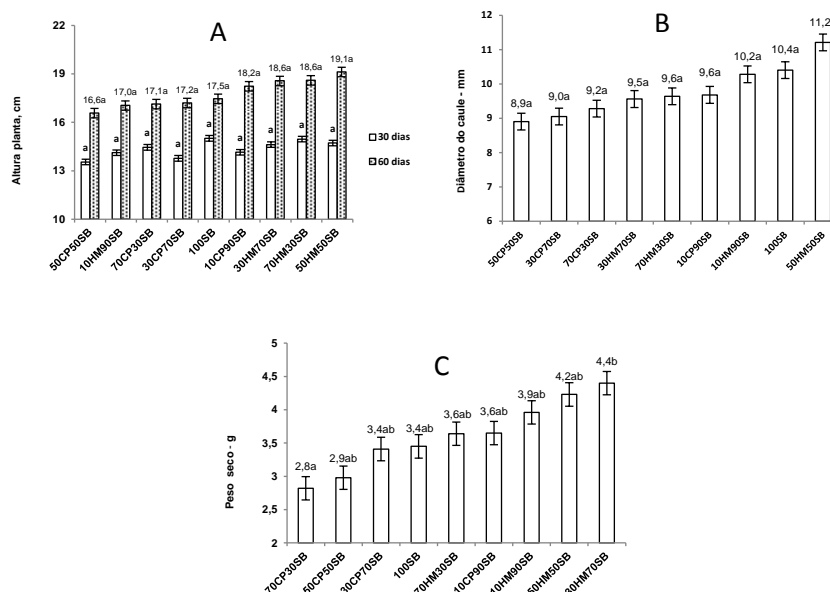 A
Altura planta, cm
22
19
16
13
10
16,6a
17,0a
17,1a
17,2a
17,5a
18,2a
18,6a
18,6a
19,1a
a
a
a
a
a
a
a
a
a
30 dias
60 dias
50CP50SB
10HM90SB
70CP30SB
30CP70SB
100SB
10CP90SB
30HM70SB
70HM30SB
50HM50SB
B
Diâmetro do caule - mm
12
11
10
9
8
7
6
8,9a
9,0a
9,2a
9,5a
9,6a
9,6a
10,2a
10,4a
11,2
50CP50SB
30CP70SB
70CP30SB
30HM70SB
70HM30SB
10CP90SB
10HM90SB
100SB
50HM50SB
C
Peso seco - g
5
4,5
4
3,5
3
2,5
2
2,8a
2,9ab
3,4ab
3,4ab
3,6ab
3,6ab
3,9ab
4,2ab
4,4b
70CP30SB
50CP50SB
30CP70SB
100SB
70HM30SB
10CP90SB
10HM90SB
50HM50SB
30HM70SB